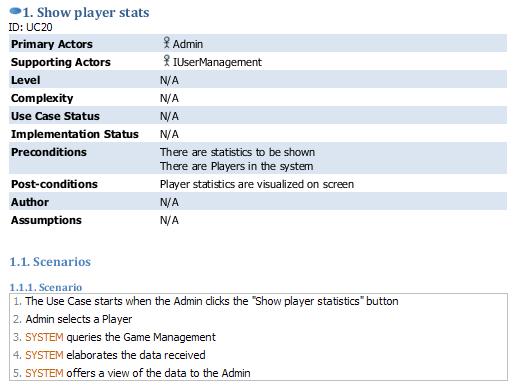 1. Show player stats
ID: UC20
Primary Actors Admin
Supporting Actors IUserManagement
Level N/A
Complexity N/A
Use Case Status N/A
Implementation Status N/A
Preconditions There are statistics to be shown
There are Players in the system
Post-conditions Player statistics are visualized on screen
Author N/A
Assumptions N/A
1.1. Scenarios
1.1.1. Scenario
1. The Use Case starts when the Admin clicks the "Show player statistics" button
2. Admin selects a Player
3. SYSTEM queries the Game Management
4. SYSTEM elaborates the data received
5. SYSTEM offers a view of the data to the Admin